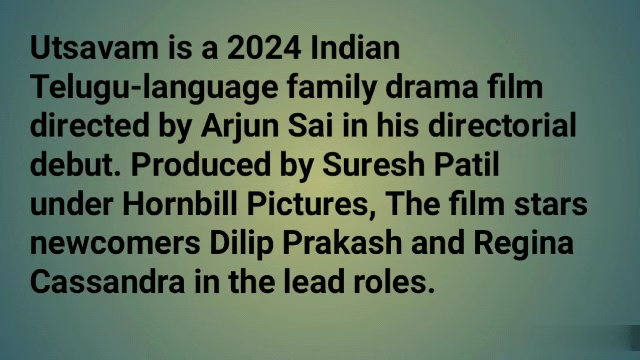 Utsavam is a 2024 Indian
Telugu-language family drama film
directed by Arjun Sai in his directorial
debut. Produced by Suresh Patil
under Hornbill Pictures, The film stars
newcomers Dilip Prakash and Regina
Cassandra in the lead roles.